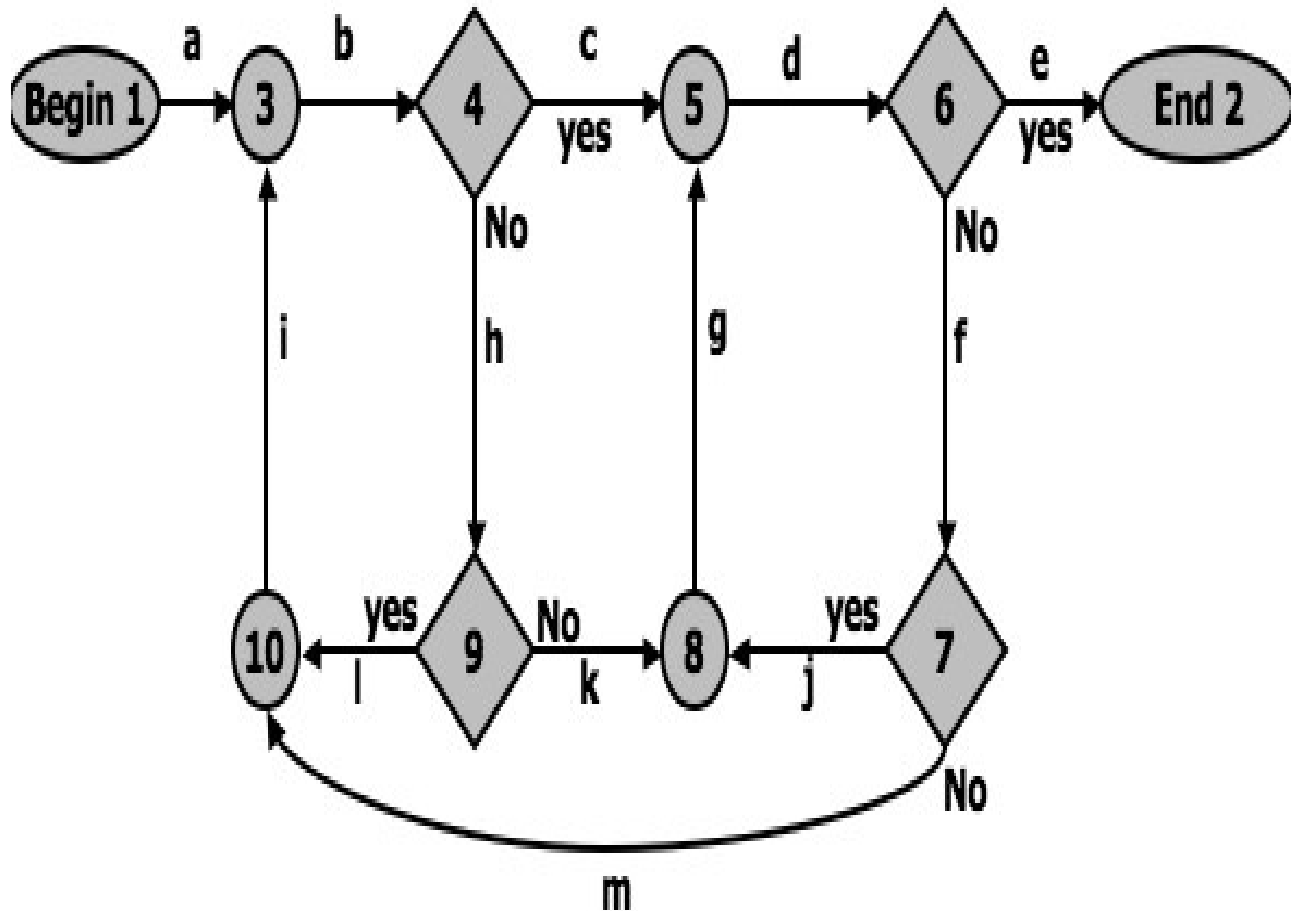 a b c d e
Begin 1 3 4 5 6 End 2
yes yes
No No
i h g f
yes No yes
10 9 8 7
l k j
No
m